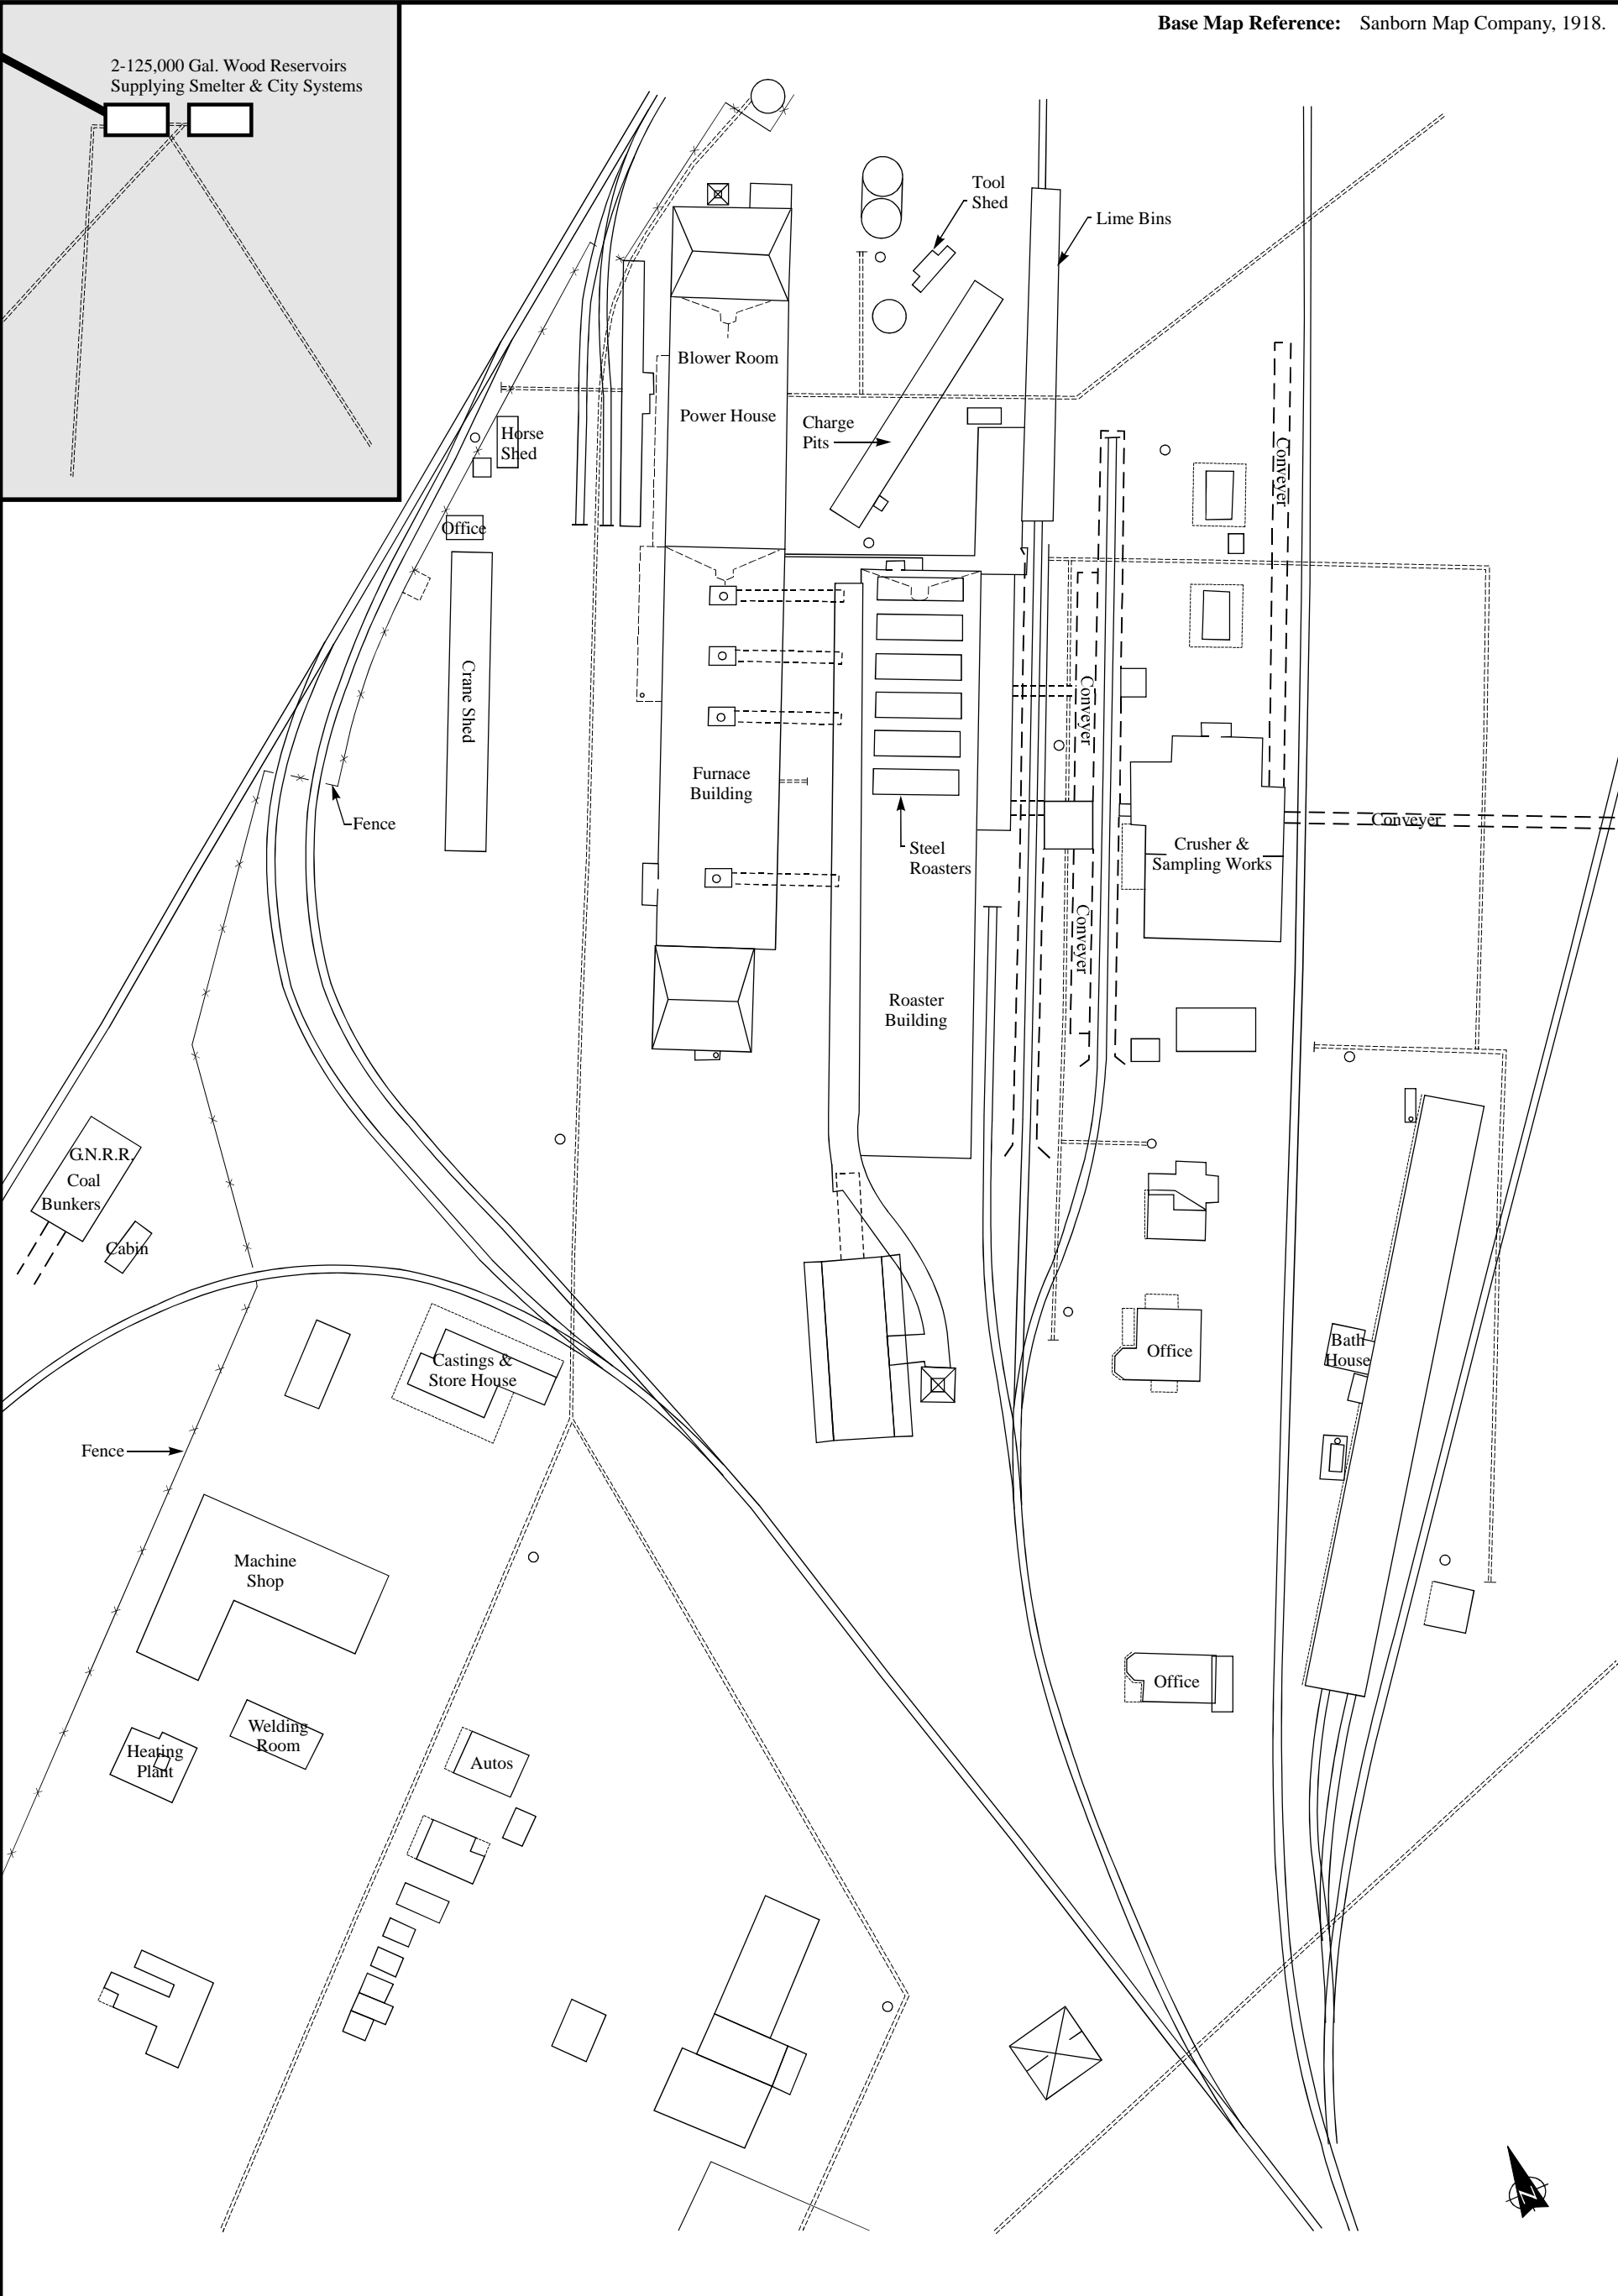 Base Map Reference: Sanborn Map Company, 1918.
2-125,000 Gal. Wood Reservoirs
Supplying Smelter & City Systems
Tool
Shed
Lime Bins
Blower Room
Power House
Charge
Pits
Horse
Shed
Conveyer
Office
Crane Shed
Conveyer
Furnace
Building
Fence
Steel
Roasters
Crusher &
Sampling Works
Conveyer
Conveyer
Roaster
Building
G.N.R.R.
Coal
Bunkers
Cabin
Castings &
Store House
Office
Bath
House
Fence
Machine
Shop
Office
Welding
Room
Heating
Plant
Autos
N